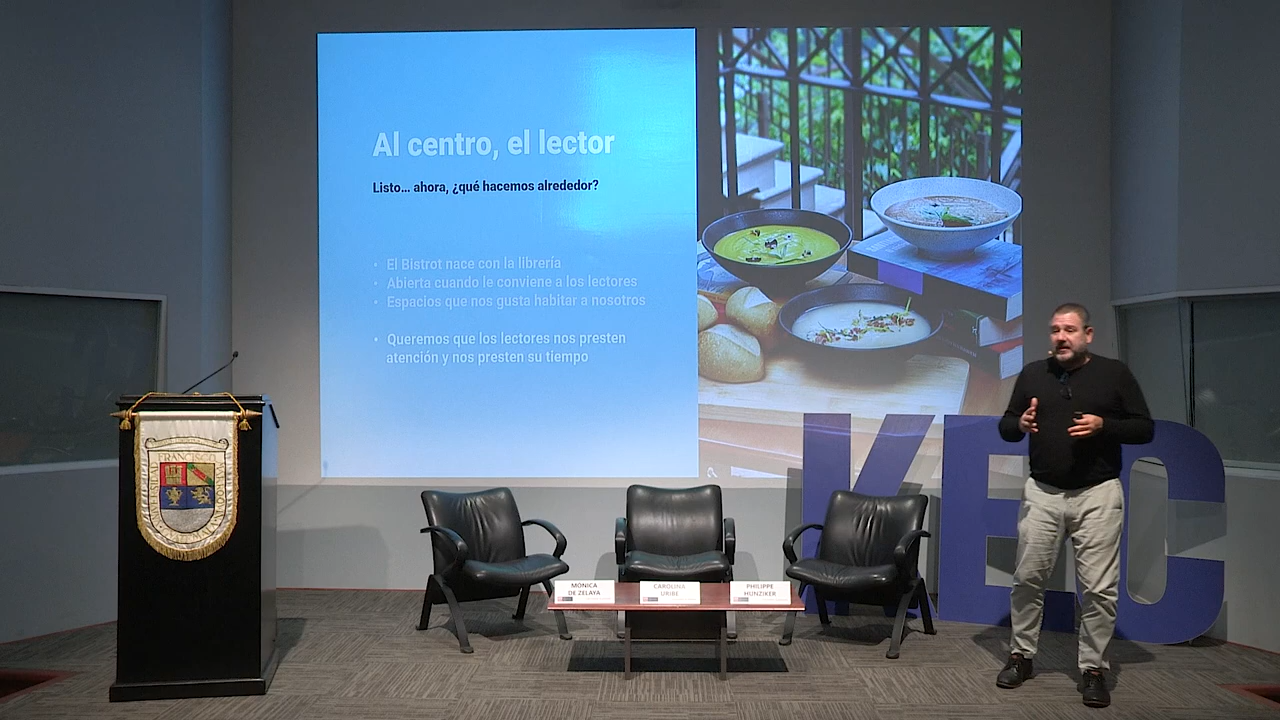 Al centro, el lector
Listo... ahora, ¿qué hacemos alrededor?
• El Bistrot nace con la librería
• Abierta cuando le conviene a los lectores
• Espacios que nos gusta habitar a nosotros
• Queremos que los lectores nos presten
atención y nos presten su tiempo
KEC
FRANCISCO
MÓNICA
DE ZELAYA
CAROLINA
URIBE
PHILIPPE
HUNZIKER